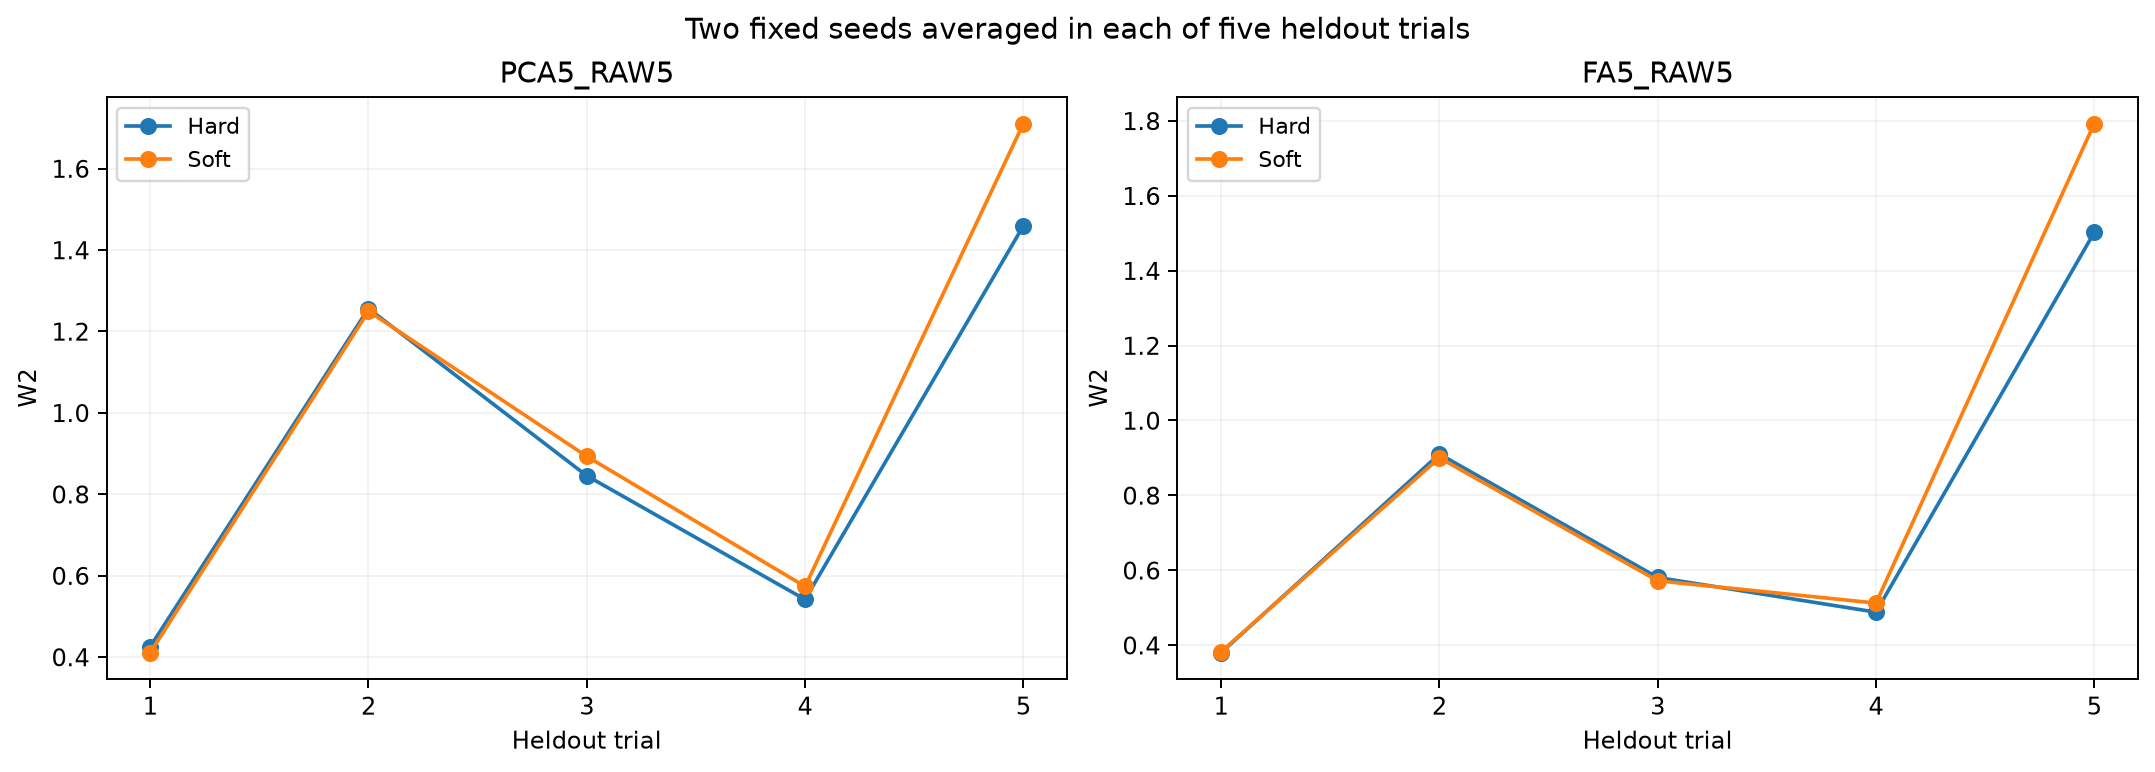 Two fixed seeds averaged in each of five heldout trials
PCA5_RAW5
Hard
Soft
1.6
1.4
1.2
1.0
0.8
0.6
0.4
W2
1 2 3 4 5
Heldout trial
FA5_RAW5
Hard
Soft
1.8
1.6
1.4
1.2
1.0
0.8
0.6
0.4
W2
1 2 3 4 5
Heldout trial